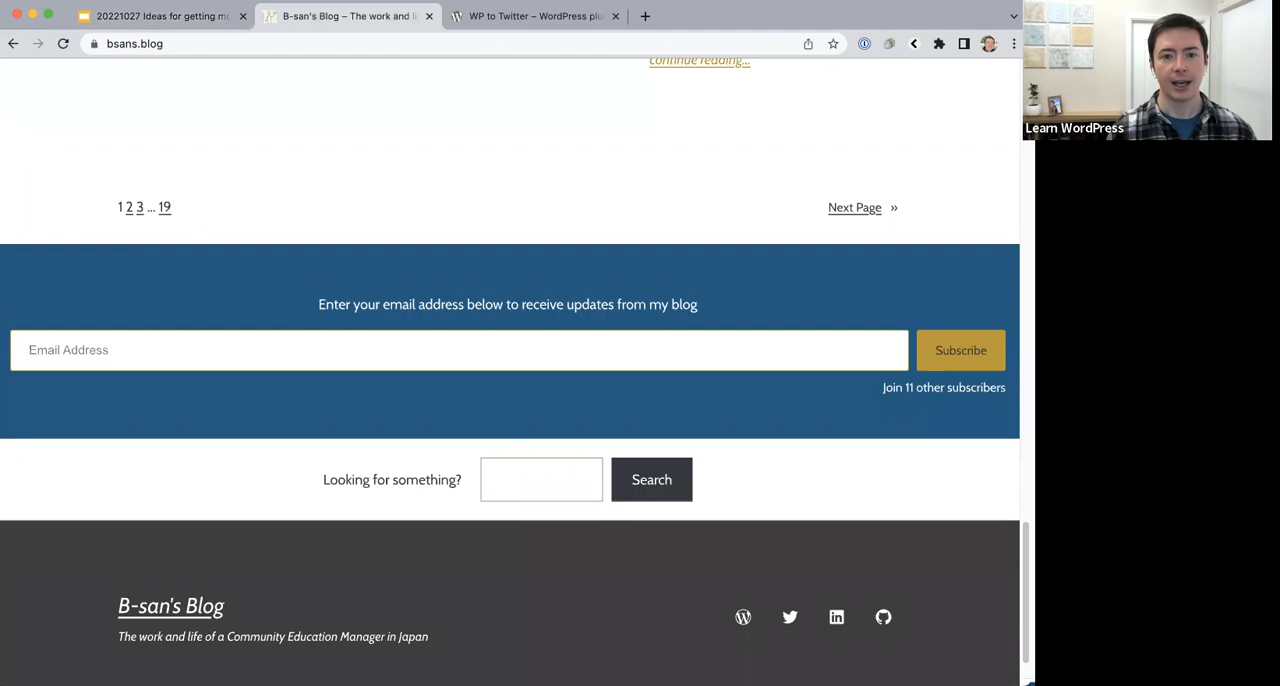 20221027 Ideas for getting mo
B-san's Blog – The work and li
WP to Twitter – WordPress plu
bsans.blog
Learn WordPress
continue reading...
1 2 3 ... 19
Next Page »
Enter your email address below to receive updates from my blog
Email Address
Subscribe
Join 11 other subscribers
Looking for something?
Search
B-san's Blog
The work and life of a Community Education Manager in Japan